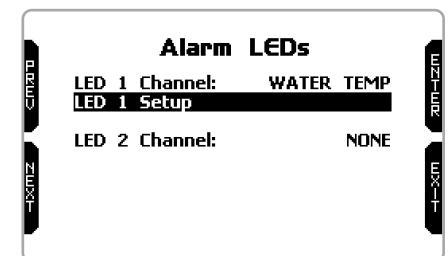 Alarm LEDs
PREV
ENTER
LED 1 Channel: WATER TEMP
LED 1 Setup
LED 2 Channel: NONE
NEXT
EXIT